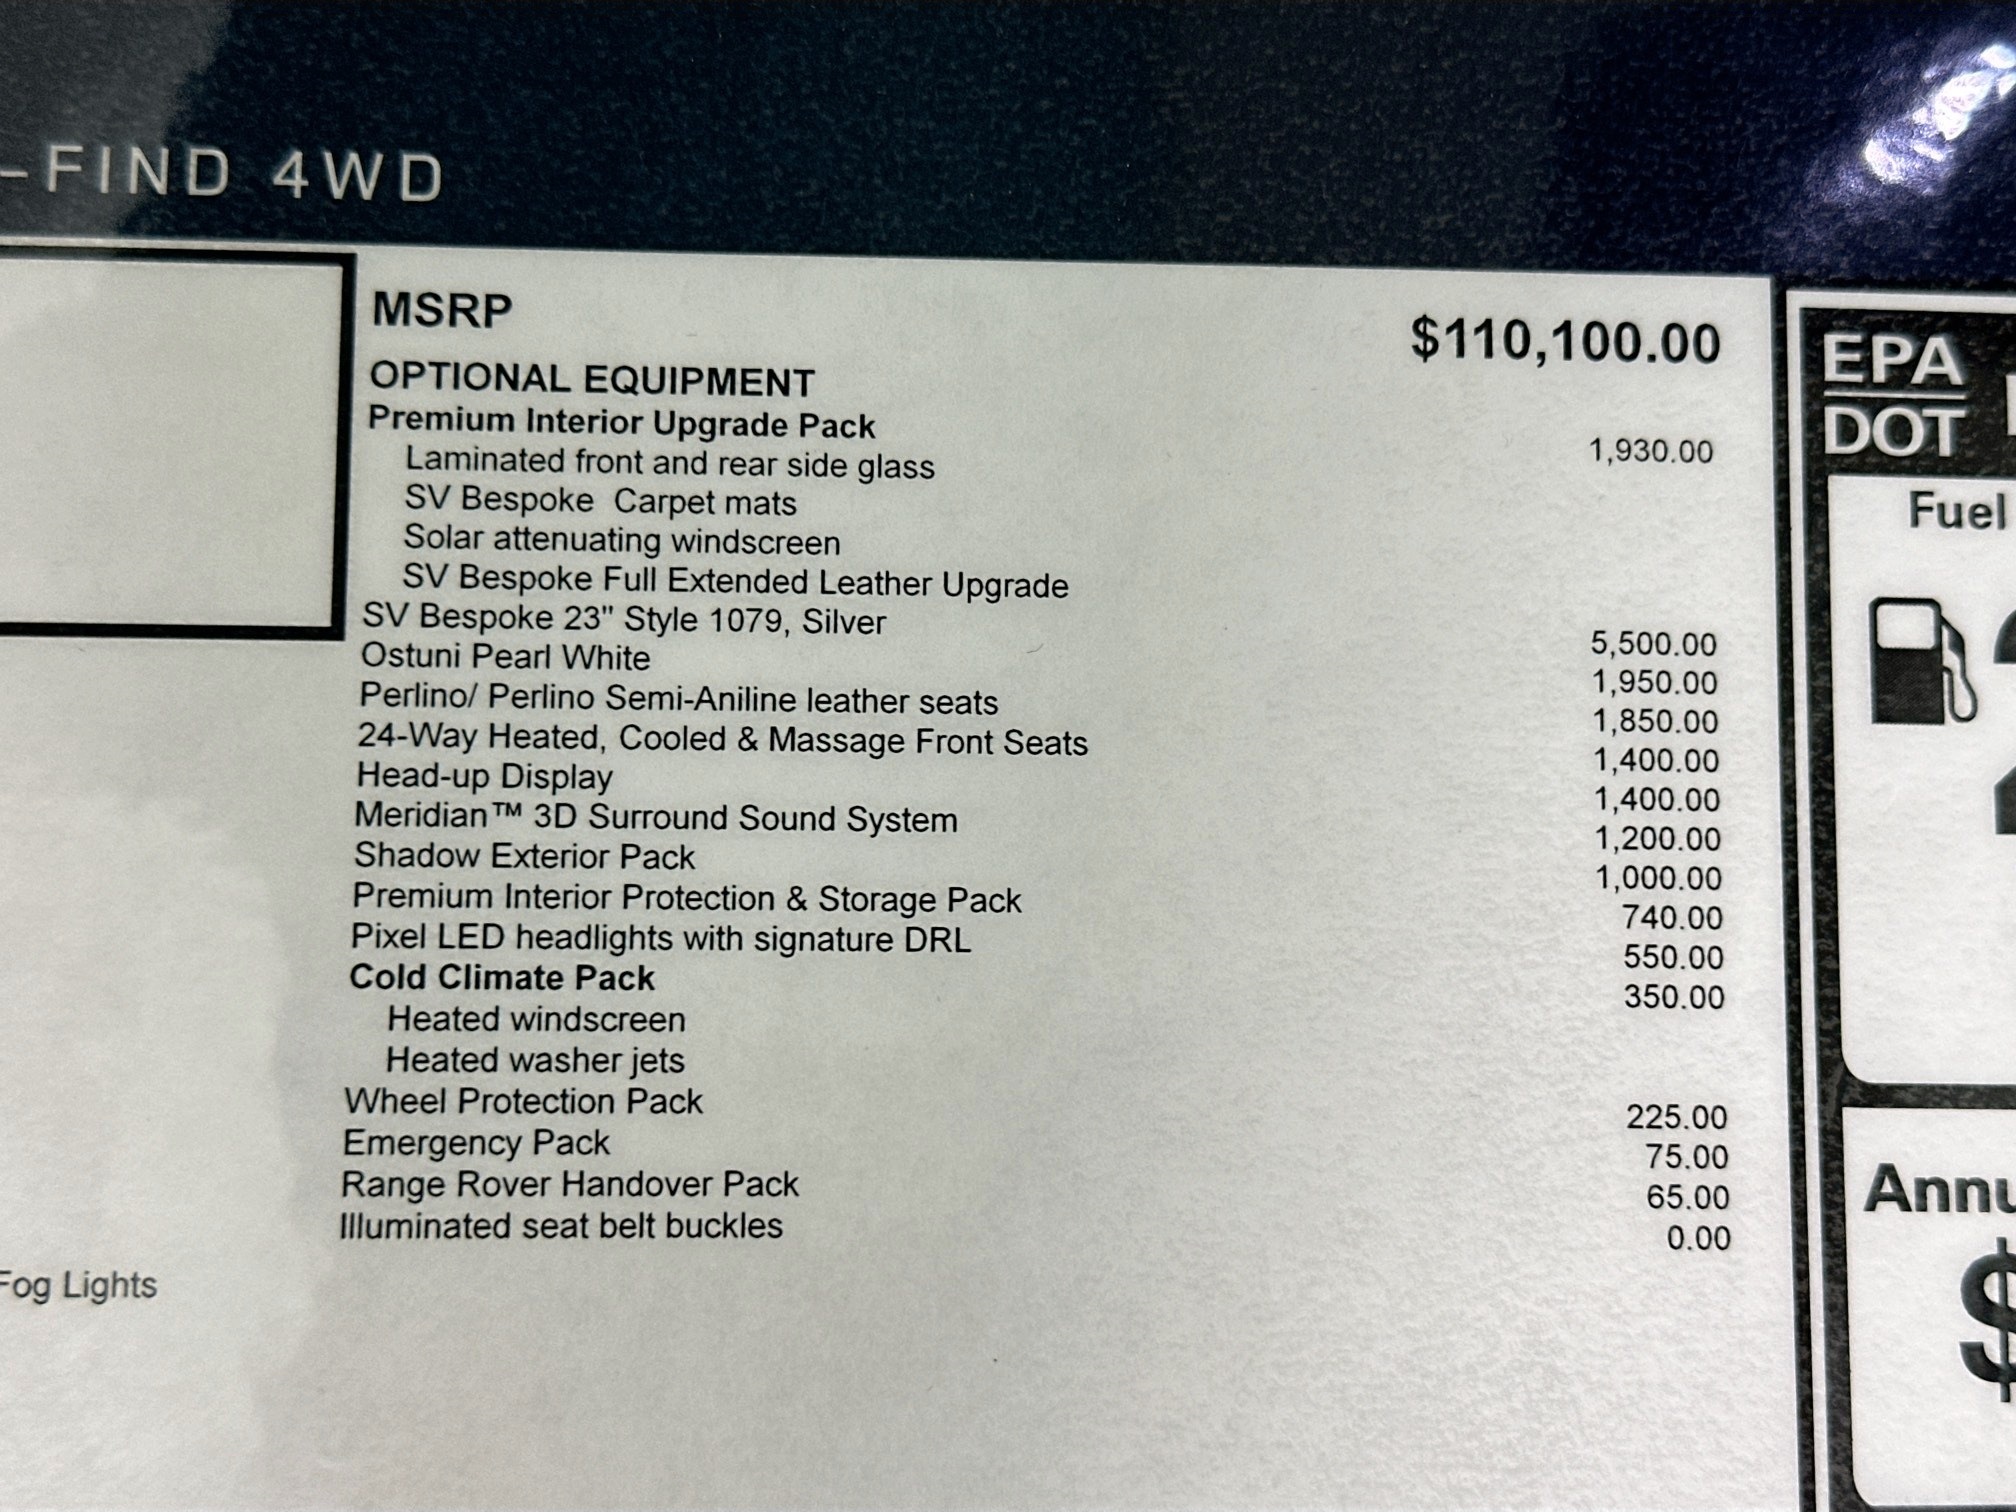 -FIND 4WD
MSRP $110,100.00
OPTIONAL EQUIPMENT
Premium Interior Upgrade Pack 1,930.00
Laminated front and rear side glass
SV Bespoke Carpet mats
Solar attenuating windscreen
SV Bespoke Full Extended Leather Upgrade
SV Bespoke 23" Style 1079, Silver 5,500.00
Ostuni Pearl White 1,950.00
Perlino/ Perlino Semi-Aniline leather seats 1,850.00
24-Way Heated, Cooled & Massage Front Seats 1,400.00
Head-up Display 1,400.00
Meridian™ 3D Surround Sound System 1,200.00
Shadow Exterior Pack 1,000.00
Premium Interior Protection & Storage Pack 740.00
Pixel LED headlights with signature DRL 550.00
Cold Climate Pack 350.00
Heated windscreen
Heated washer jets
Wheel Protection Pack 225.00
Emergency Pack 75.00
Range Rover Handover Pack 65.00
Illuminated seat belt buckles 0.00
Fog Lights
EPA
DOT
Fuel
$